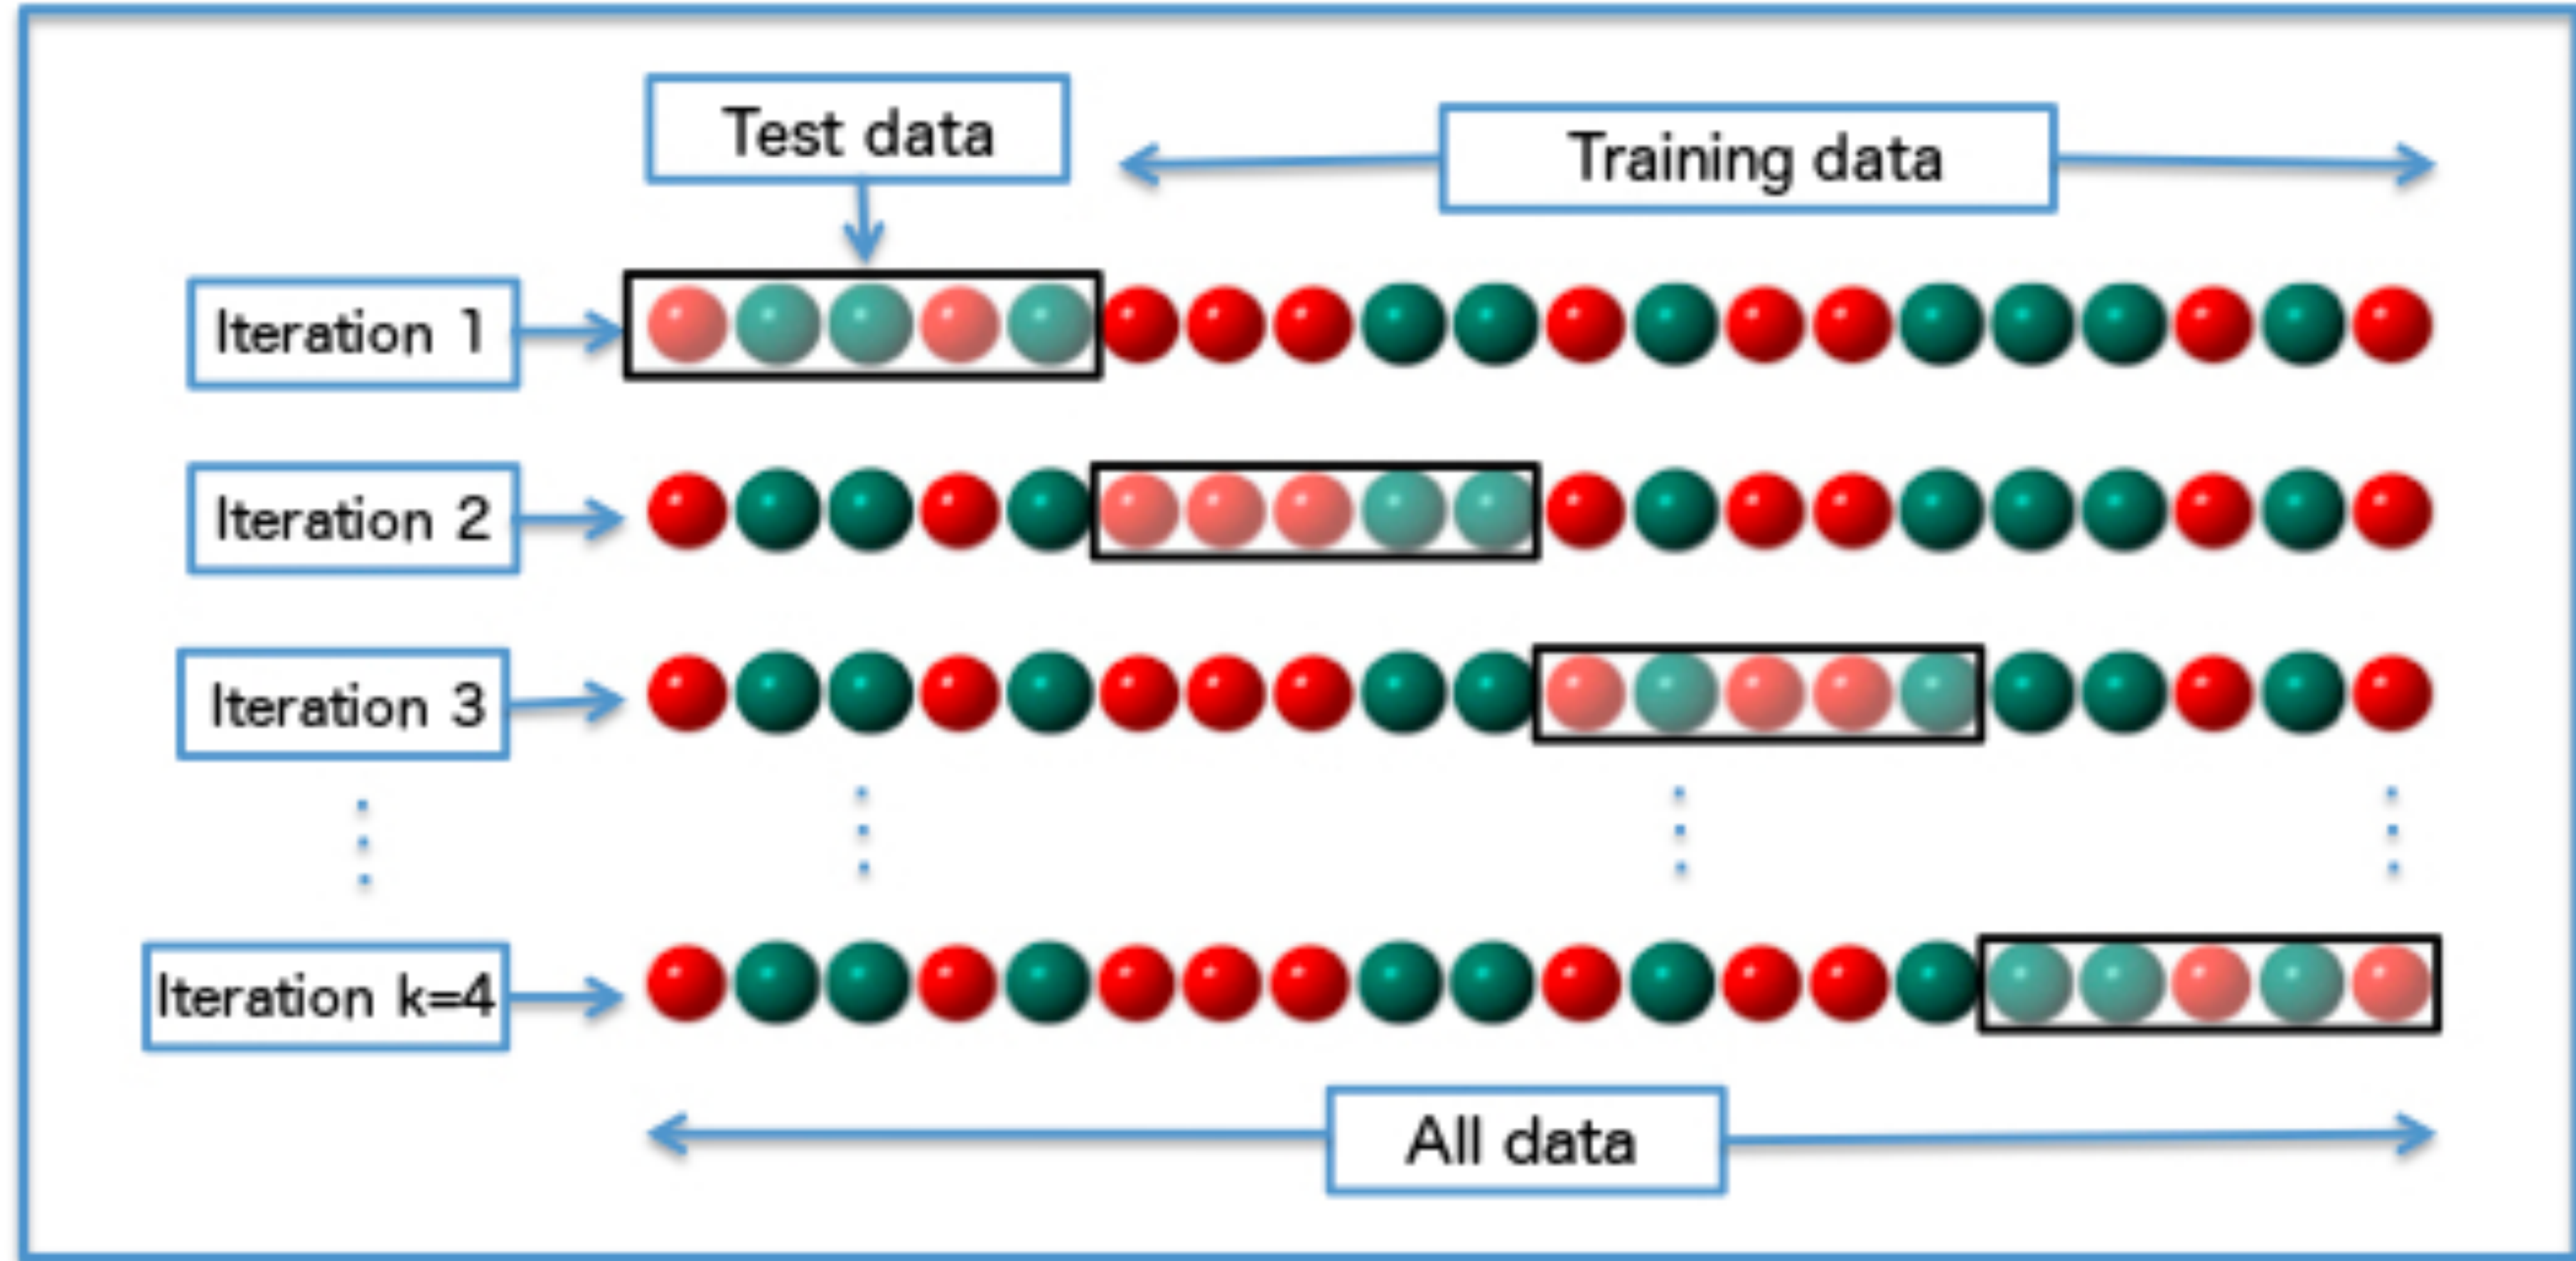 Test data
Training data
Iteration 1
Iteration 2
Iteration 3
Iteration k=4
All data